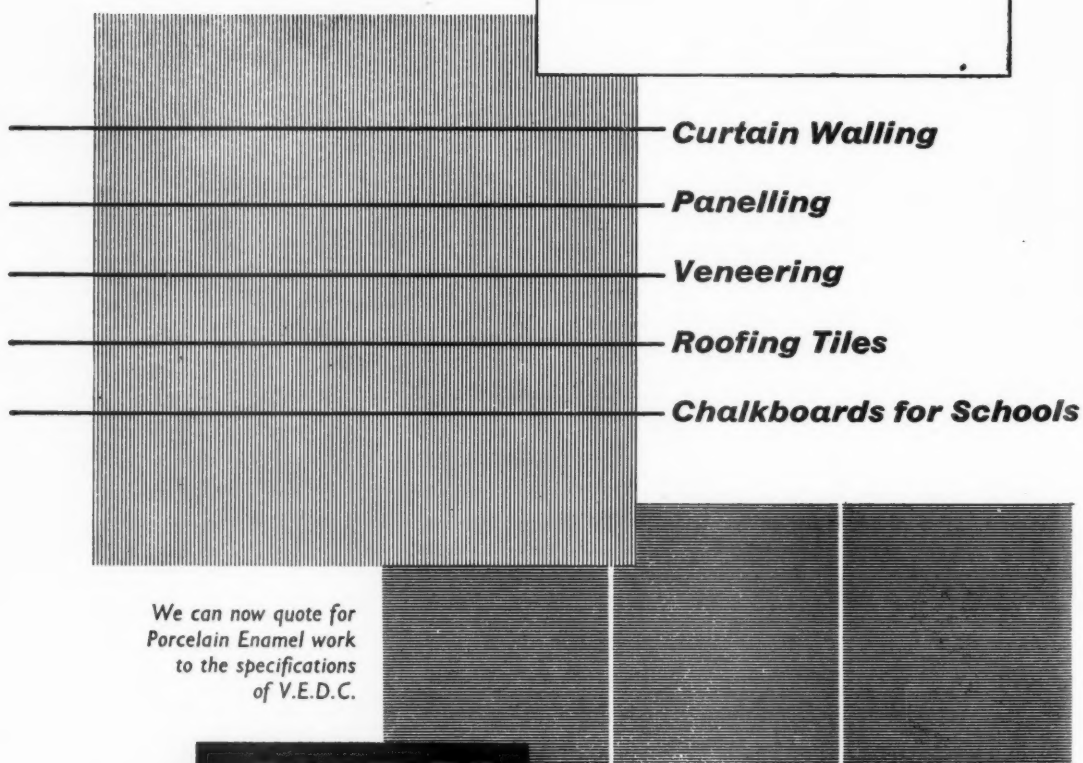 Curtain Walling
Panelling
Veneering
Roofing Tiles
Chalkboards for Schools
We can now quote for
Porcelain Enamel work
to the specifications
of V.E.D.C.